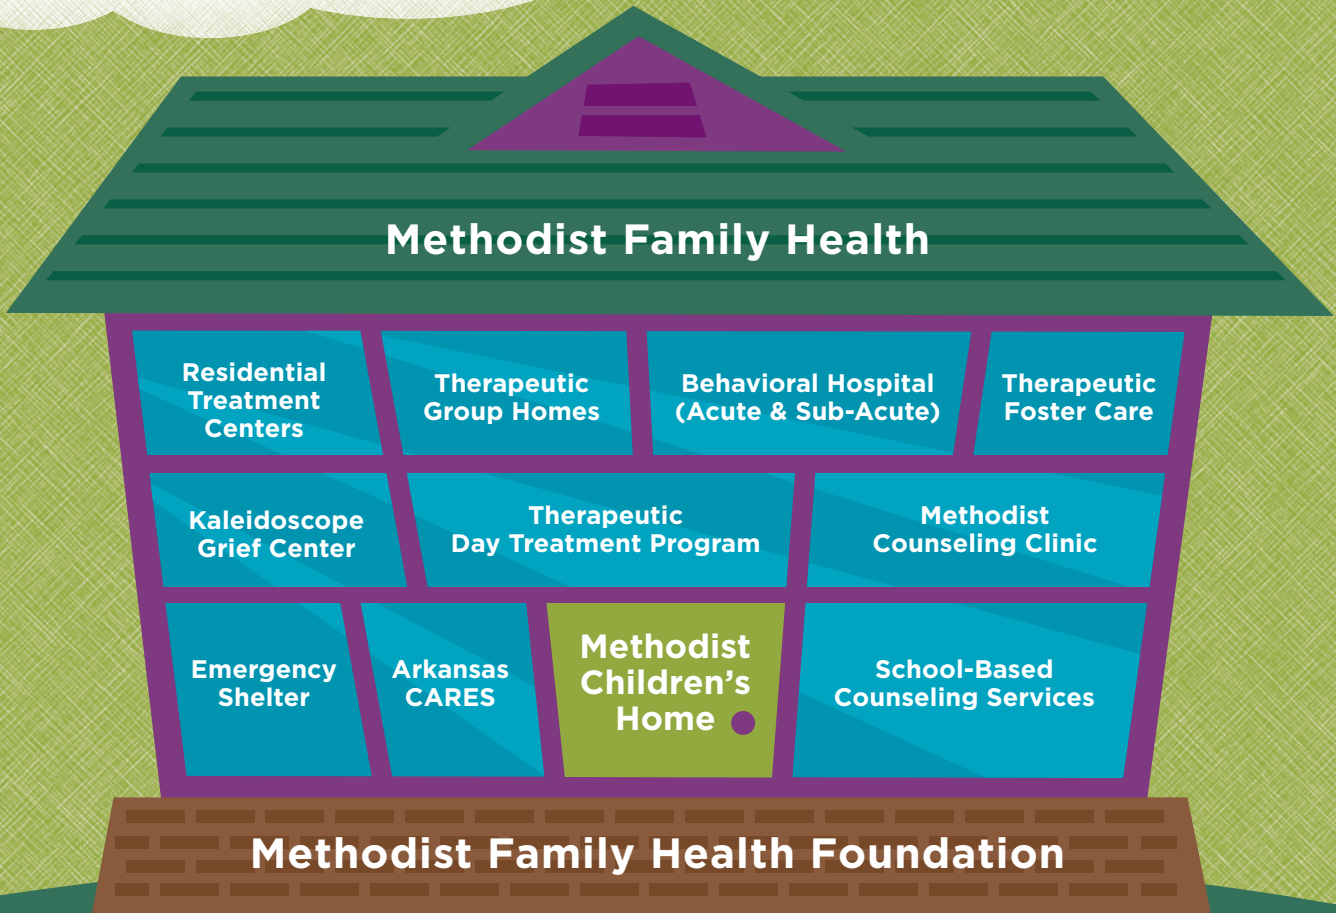 Methodist Family Health
Residential
Treatment
Centers
Therapeutic
Group Homes
Behavioral Hospital
(Acute & Sub-Acute)
Therapeutic
Foster Care
Kaleidoscope
Grief Center
Therapeutic
Day Treatment Program
Methodist
Counseling Clinic
Emergency
Shelter
Arkansas
CARES
Methodist
Children's
Home
School-Based
Counseling Services
Methodist Family Health Foundation